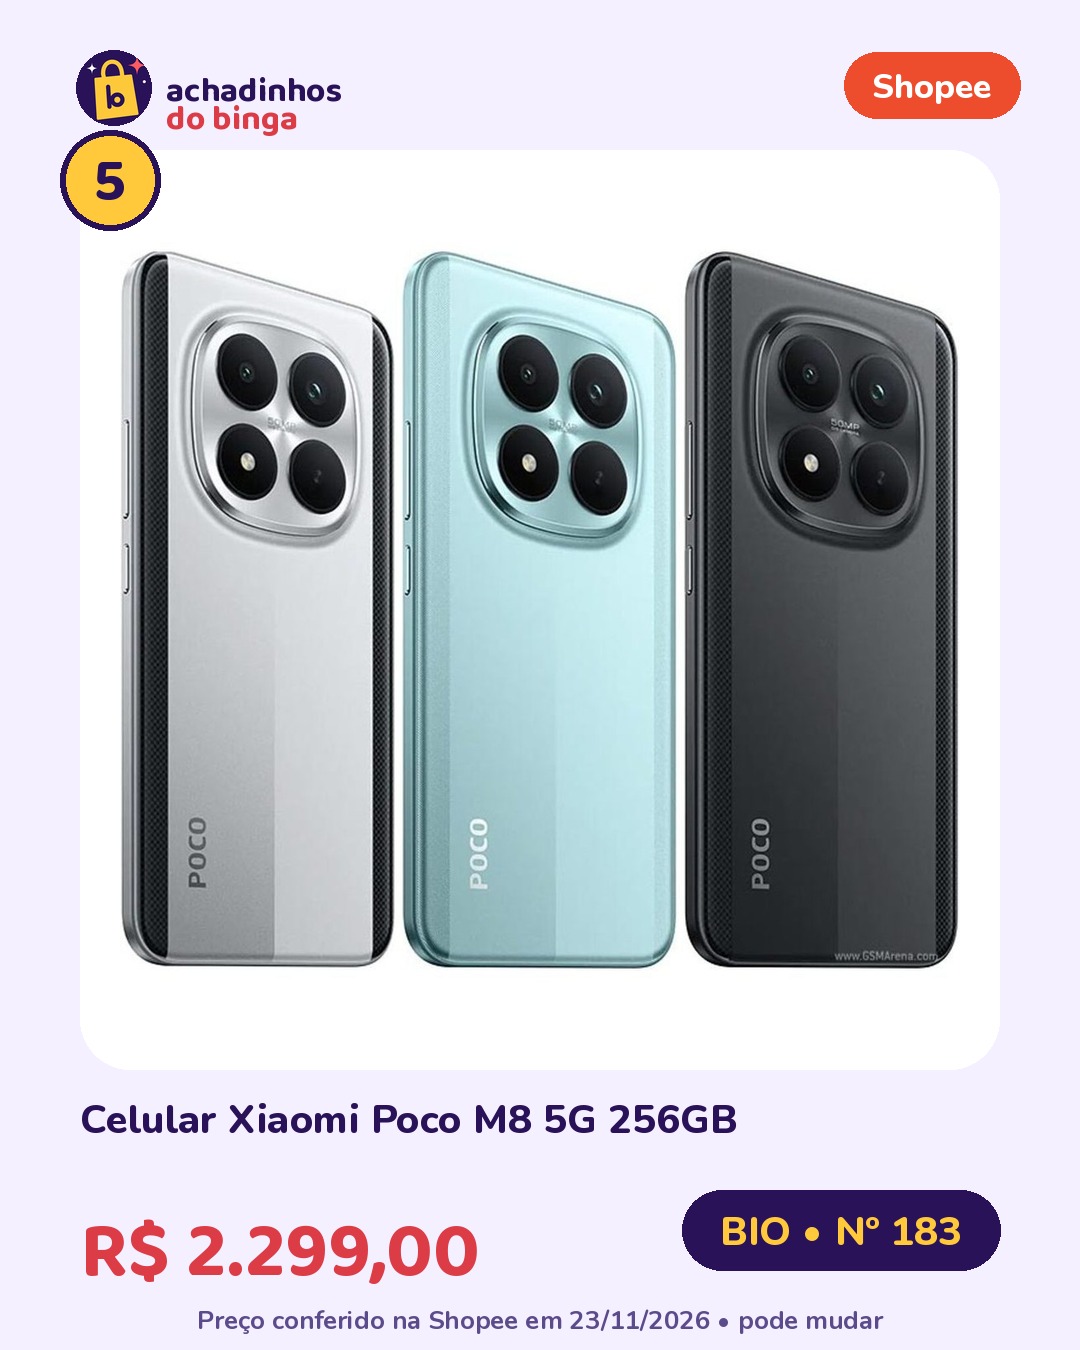 achadinhos
do binga
Shopee
5
50MP
POCO
POCO
POCO
www.GSMArena.com
Celular Xiaomi Poco M8 5G 256GB
R$ 2.299,00
BIO • Nº 183
Preço conferido na Shopee em 23/11/2026 • pode mudar